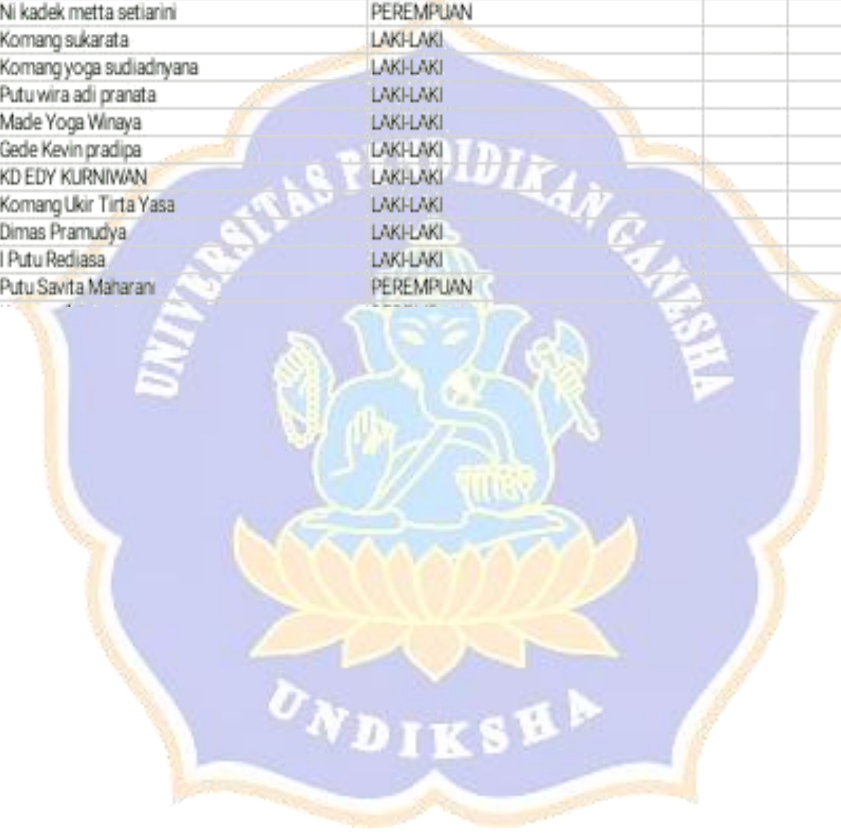 Ni kadek metta setiarini PEREMPUAN
Komang sukarata LAKI-LAKI
Komang yoga sudiadnyana LAKI-LAKI
Putu wira adi pranata LAKI-LAKI
Made Yoga Winaya LAKI-LAKI
Gede Kevin pradipa LAKI-LAKI
KD EDY KURNIWAN LAKI-LAKI
Komang Ukir Tirta Yasa LAKI-LAKI
Dimas Pramudya LAKI-LAKI
I Putu Rediasa LAKI-LAKI
Putu Savita Maharani PEREMPUAN
UNIVERSITAS PENDIDIKAN GANESHA
UNDIKSHA